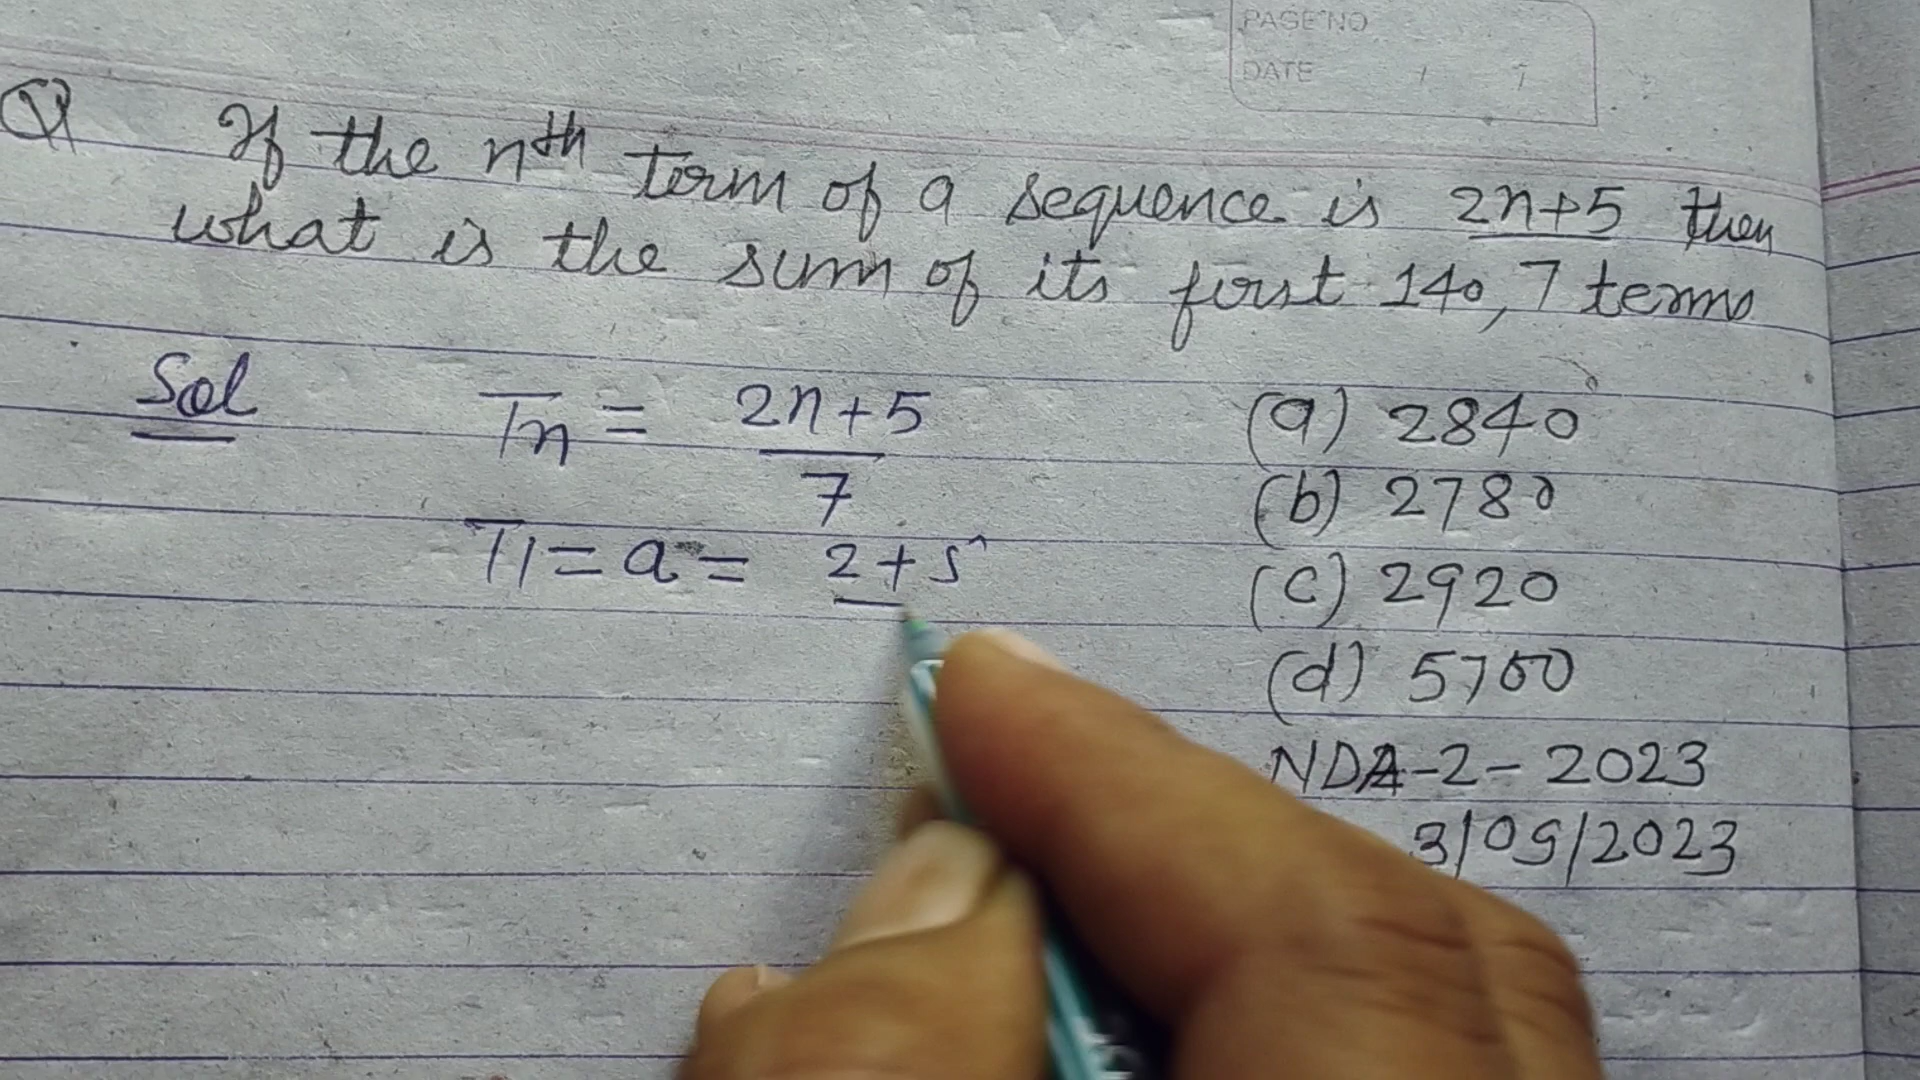 PAGE NO
DATE / /
Q If the nth term of a sequence is 2n+5 then
what is the sum of its first 140, 7 terms
Sol Tn = 2n+5 (a) 2840
7 (b) 2780
T1 = a = 2+5 (c) 2920
(d) 5700
NDA-2-2023
3/09/2023